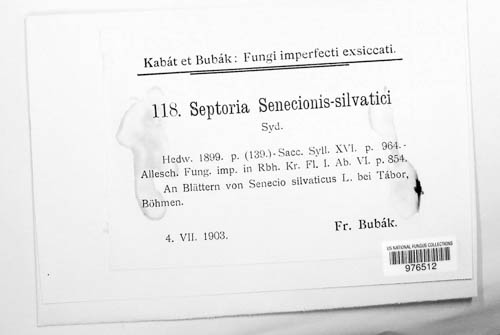 Kabát et Bubák: Fungi imperfecti exsiccati.
118. Septoria Senecionis-silvatici
Syd.
Hedw. 1899. p. (139.)- Sacc. Syll. XVI. p. 964.-
Allesch. Fung. imp. in Rbh. Kr. Fl. I. Ab. VI. p. 854.
An Blättern von Senecio silvaticus L. bei Tábor,
Böhmen.
4. VII. 1903.
Fr. Bubák.
US NATIONAL FUNGUS COLLECTIONS
976512